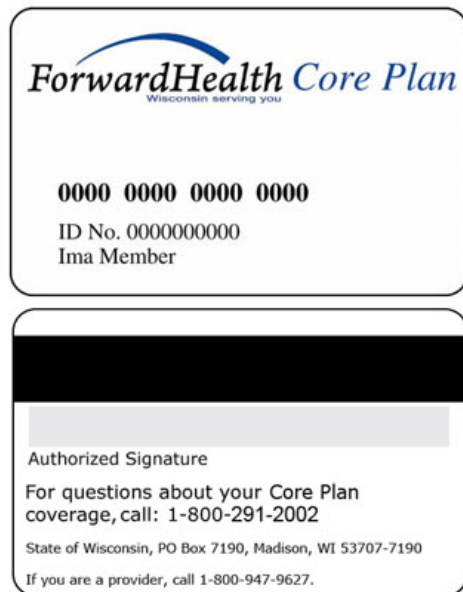 ForwardHealth Core Plan
Wisconsin serving you
0000 0000 0000 0000
ID No. 0000000000
Ima Member
Authorized Signature
For questions about your Core Plan
coverage, call: 1-800-291-2002
State of Wisconsin, PO Box 7190, Madison, WI 53707-7190
If you are a provider, call 1-800-947-9627.